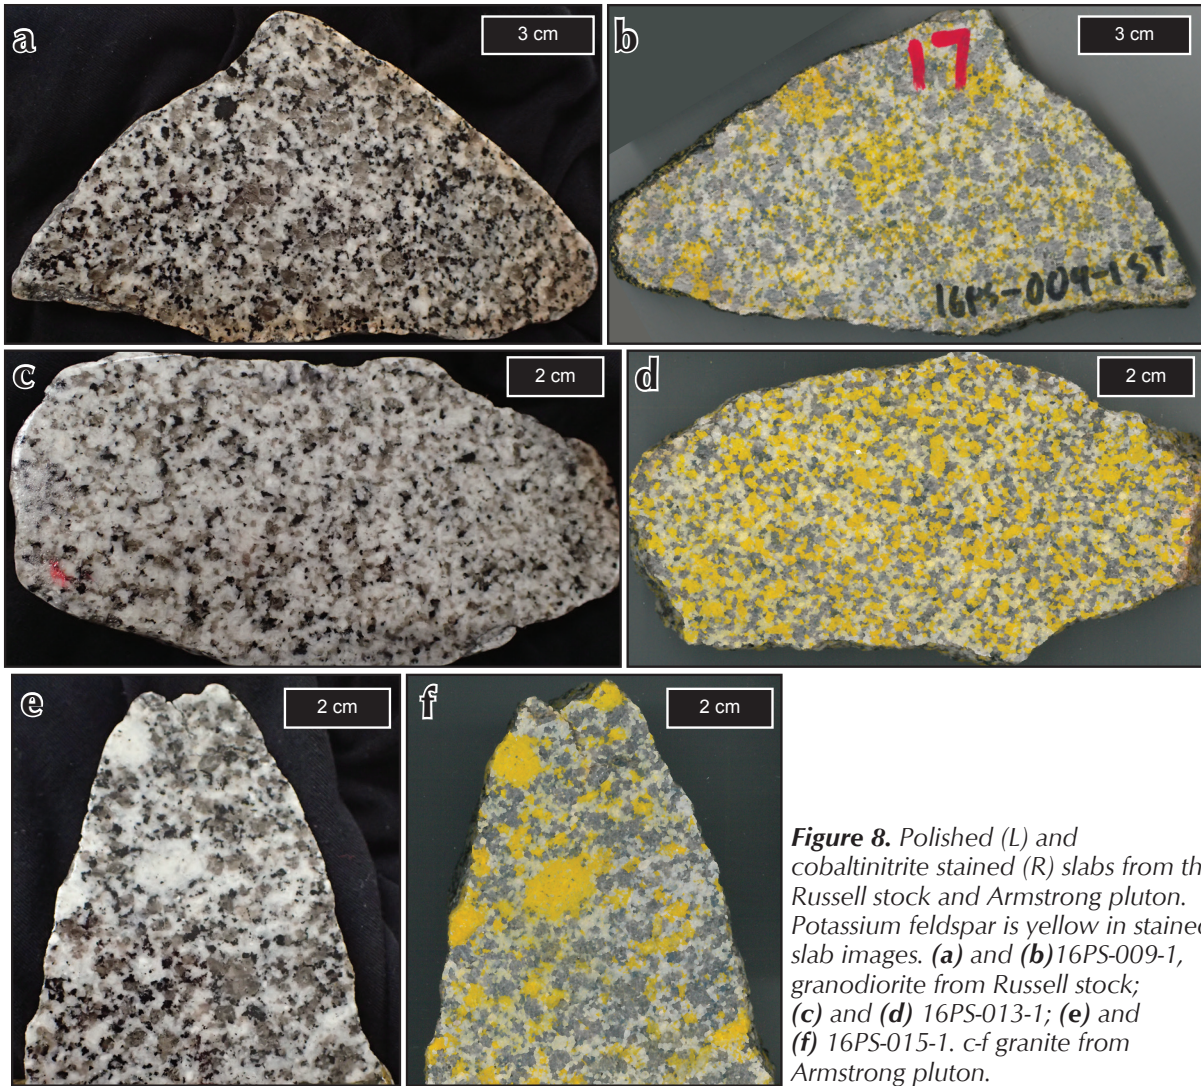 a
3 cm
b
3 cm
17
16PS-009-1ST
c
2 cm
d
2 cm
e
2 cm
f
2 cm
Figure 8. Polished (L) and
cobaltinitrite stained (R) slabs from th
Russell stock and Armstrong pluton.
Potassium feldspar is yellow in staine
slab images. (a) and (b)16PS-009-1,
granodiorite from Russell stock;
(c) and (d) 16PS-013-1; (e) and
(f) 16PS-015-1. c-f granite from
Armstrong pluton.